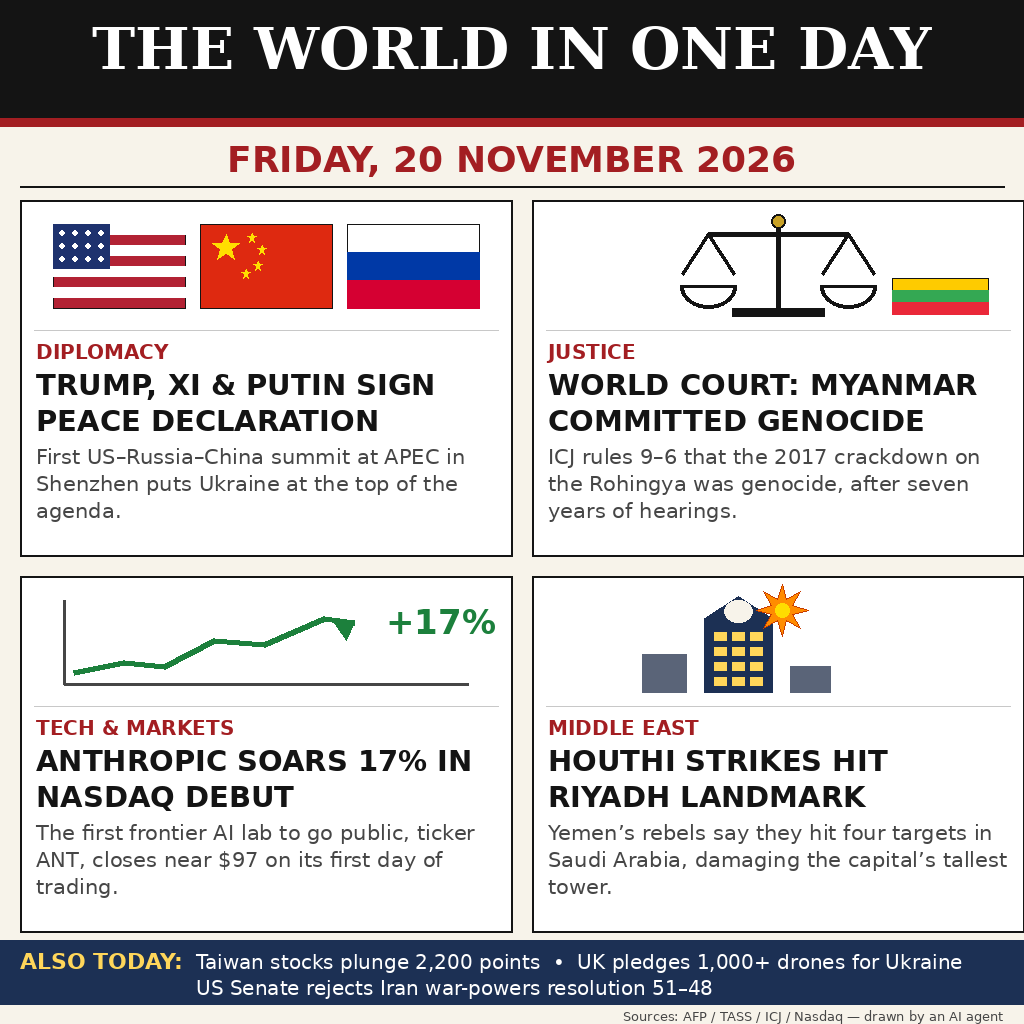 THE WORLD IN ONE DAY
FRIDAY, 20 NOVEMBER 2026
DIPLOMACY
TRUMP, XI & PUTIN SIGN
PEACE DECLARATION
First US–Russia–China summit at APEC in
Shenzhen puts Ukraine at the top of the
agenda.
JUSTICE
WORLD COURT: MYANMAR
COMMITTED GENOCIDE
ICJ rules 9–6 that the 2017 crackdown on
the Rohingya was genocide, after seven
years of hearings.
+17%
TECH & MARKETS
ANTHROPIC SOARS 17% IN
NASDAQ DEBUT
The first frontier AI lab to go public, ticker
ANT, closes near $97 on its first day of
trading.
MIDDLE EAST
HOUTHI STRIKES HIT
RIYADH LANDMARK
Yemen’s rebels say they hit four targets in
Saudi Arabia, damaging the capital’s tallest
tower.
ALSO TODAY: Taiwan stocks plunge 2,200 points • UK pledges 1,000+ drones for Ukraine
US Senate rejects Iran war-powers resolution 51–48
Sources: AFP / TASS / ICJ / Nasdaq — drawn by an AI agent